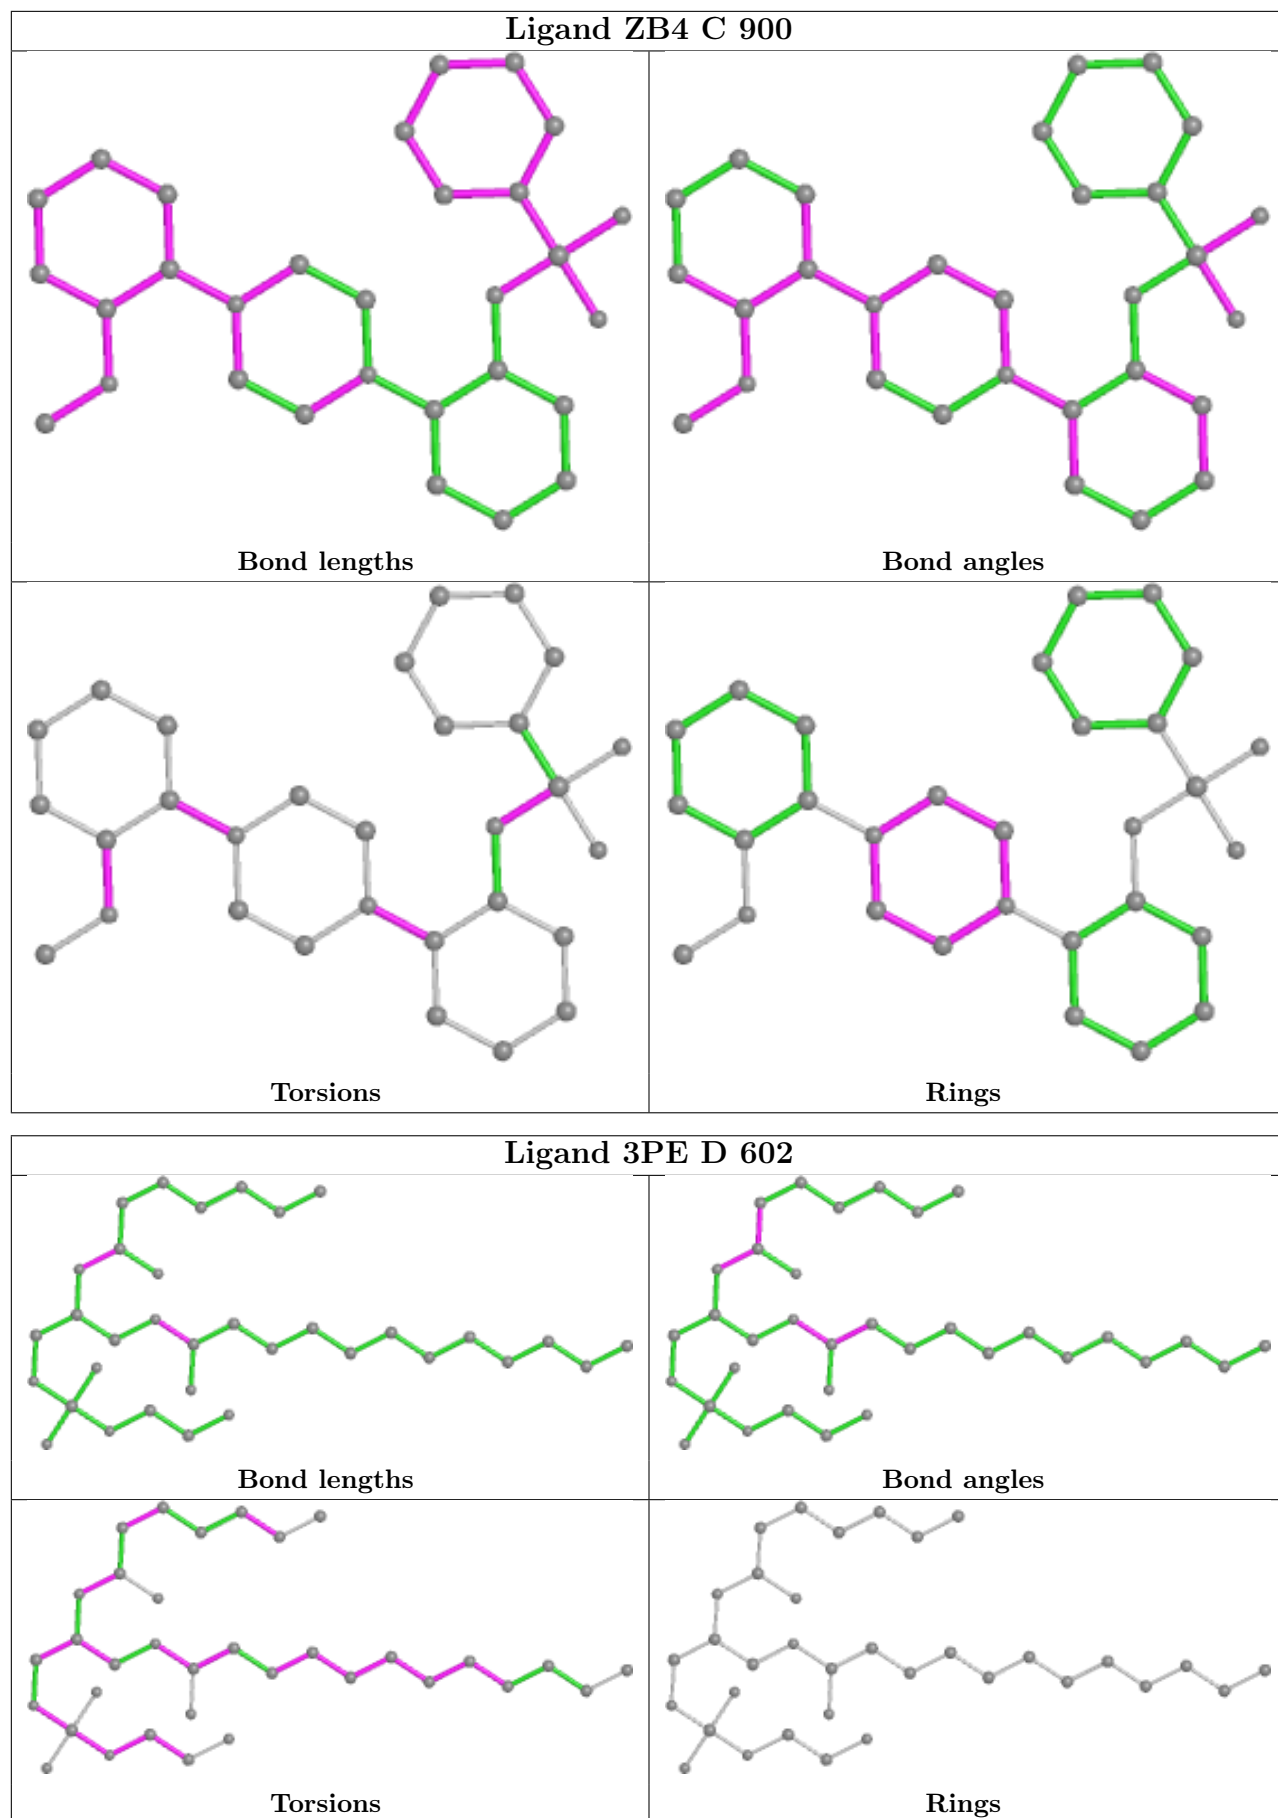 Ligand ZB4 C 900
Bond lengths
Bond angles
Torsions
Rings
Ligand 3PE D 602
Bond lengths
Bond angles
Torsions
Rings